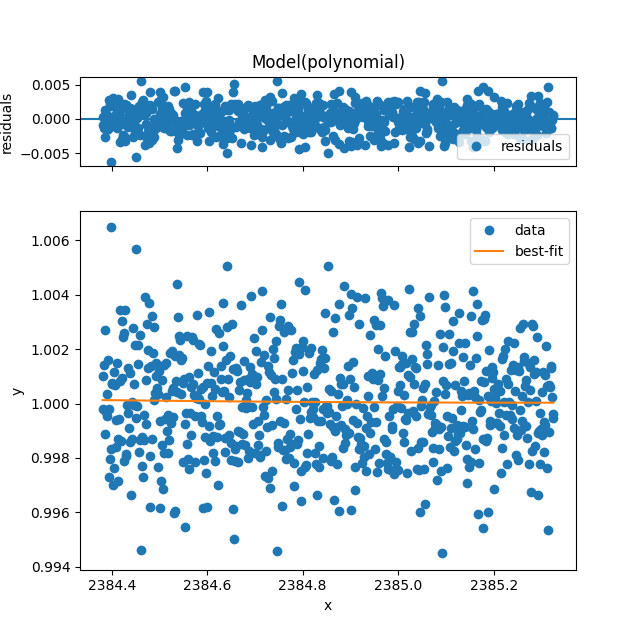 Model(polynomial)
residuals
0.005
0.000
−0.005
residuals
y
1.006
1.004
1.002
1.000
0.998
0.996
0.994
data
best-fit
2384.4 2384.6 2384.8 2385.0 2385.2
x